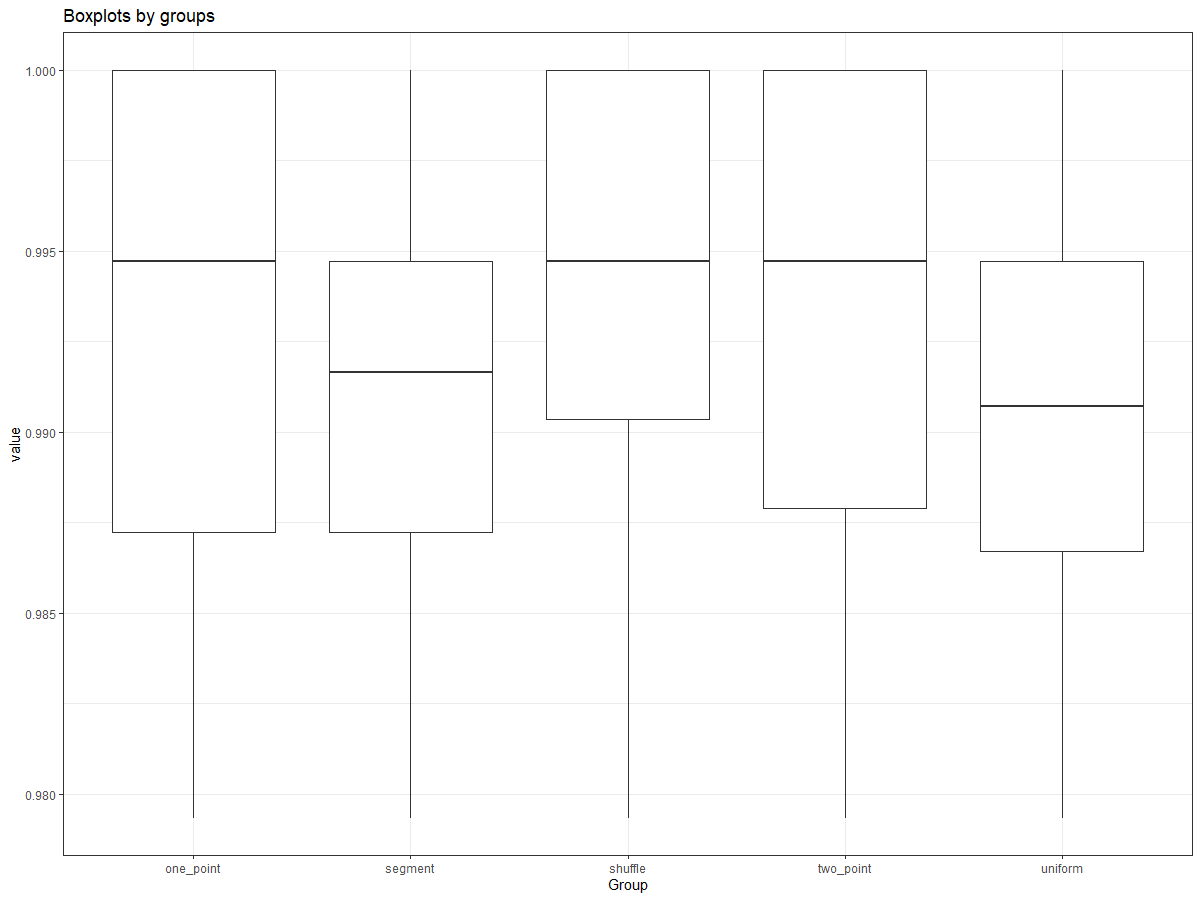 Boxplots by groups
1.000
0.995
0.990
0.985
0.980
value
one_point segment shuffle two_point uniform
Group